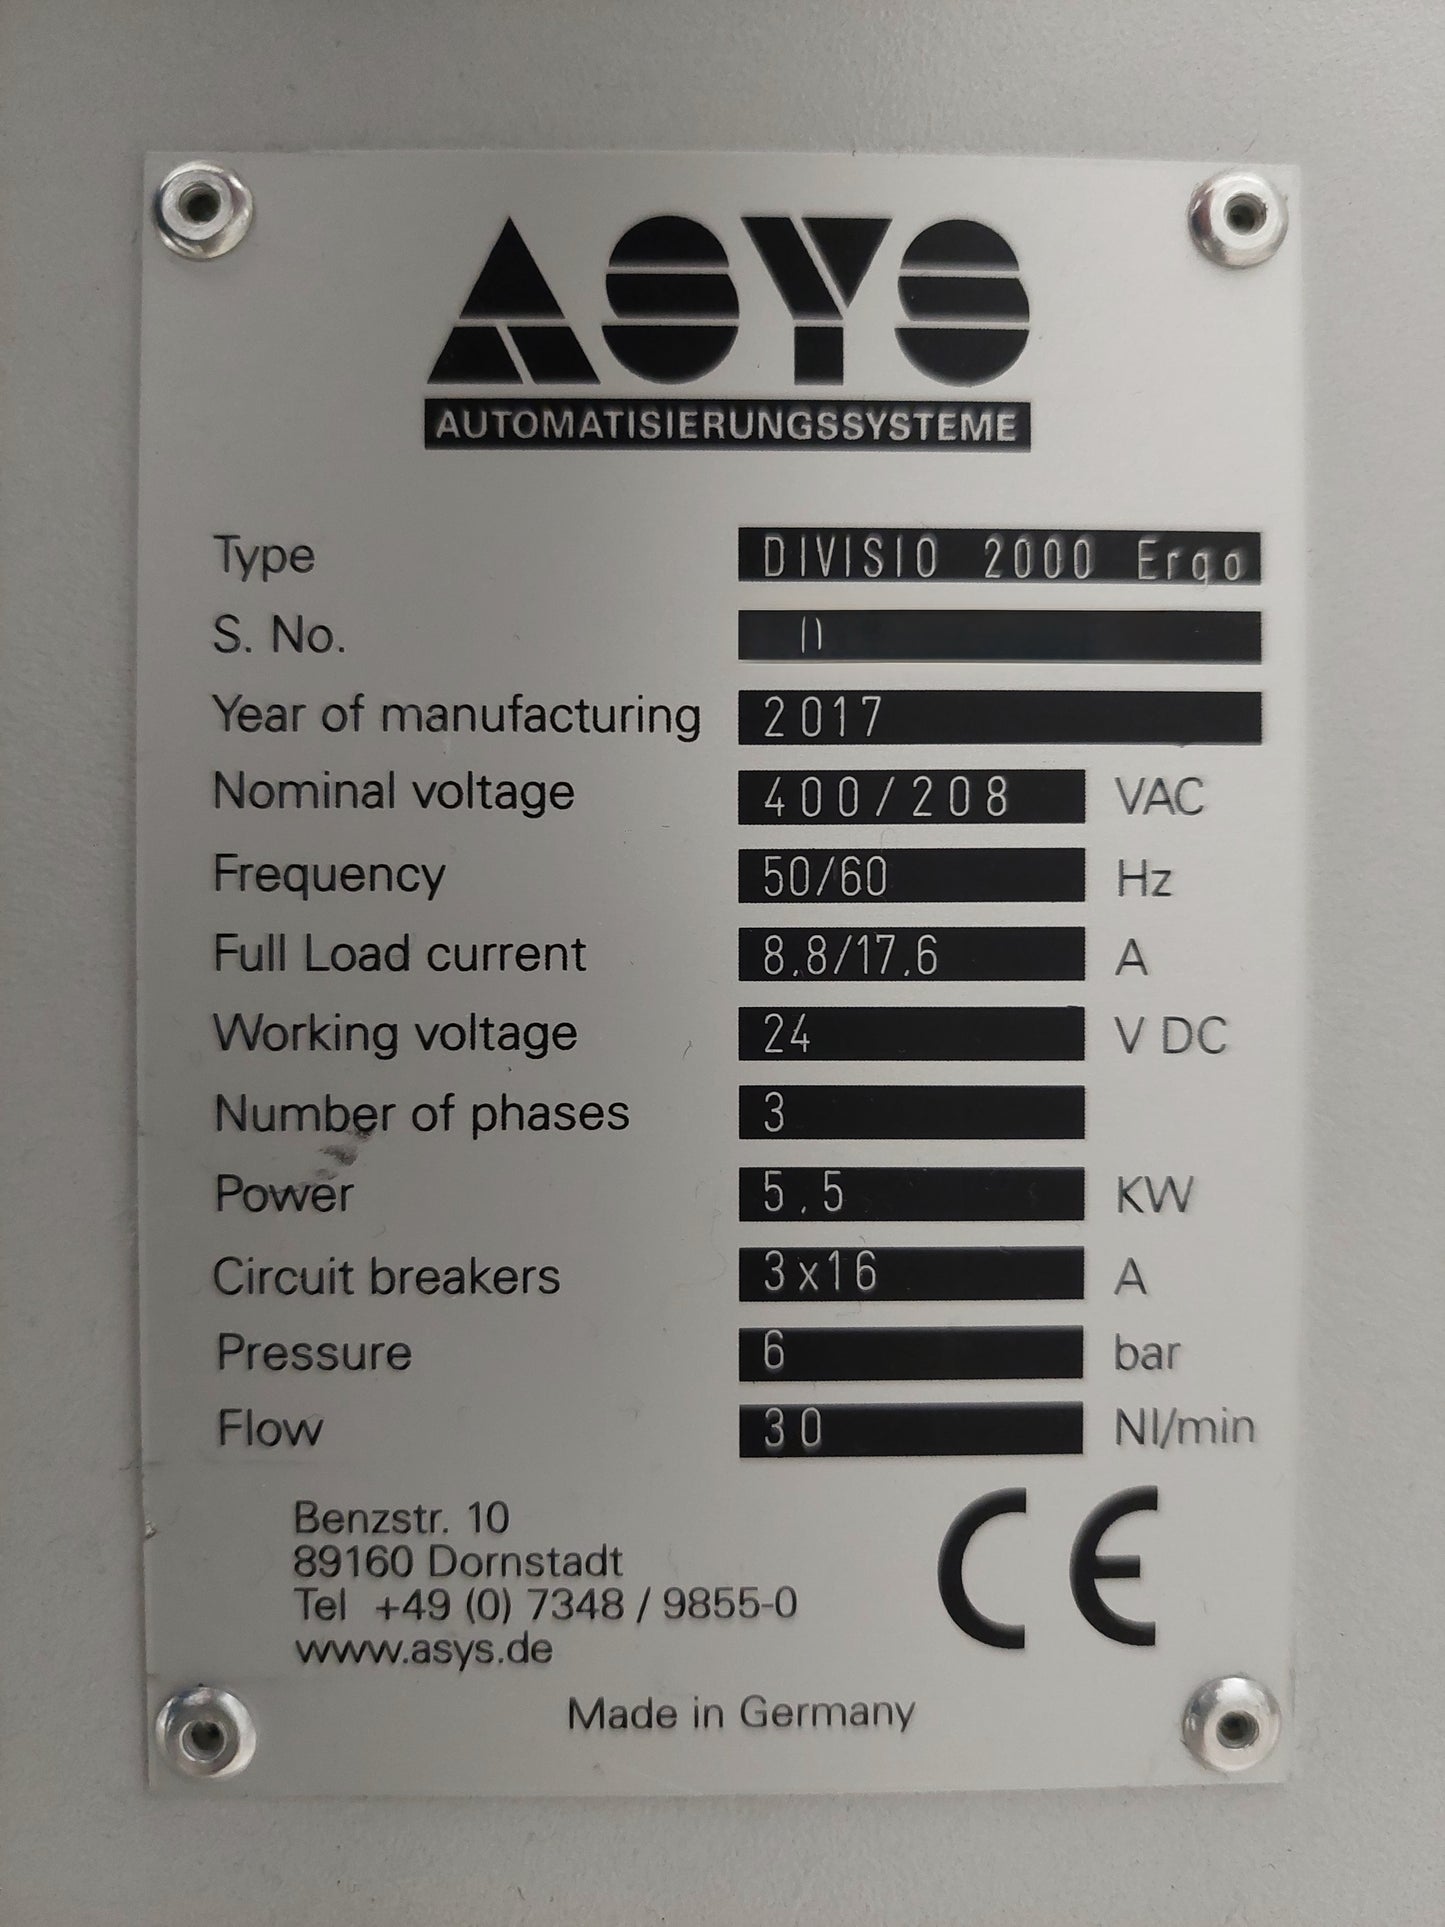 ASYS
AUTOMATISIERUNGSSYSTEME
Type DIVISIO 2000 Ergo
S. No.
Year of manufacturing 2017
Nominal voltage 400/208 VAC
Frequency 50/60 Hz
Full Load current 8.8/17.6 A
Working voltage 24 V DC
Number of phases 3
Power 5.5 KW
Circuit breakers 3x16 A
Pressure 6 bar
Flow 30 Nl/min
Benzstr. 10
89160 Dornstadt
Tel +49 (0) 7348 / 9855-0
www.asys.de
CE
Made in Germany